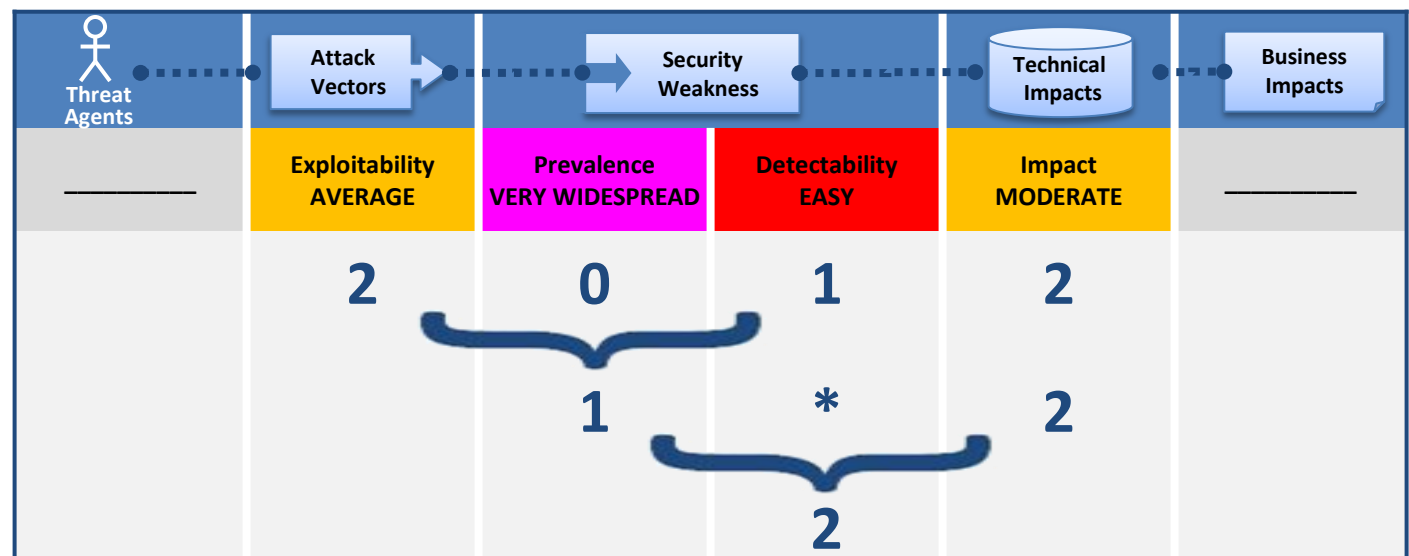 Threat
Agents
Attack
Vectors
Security
Weakness
Technical
Impacts
Business
Impacts
__________
Exploitability
AVERAGE
Prevalence
VERY WIDESPREAD
Detectability
EASY
Impact
MODERATE
__________
2 0 1 2
1 * 2
2